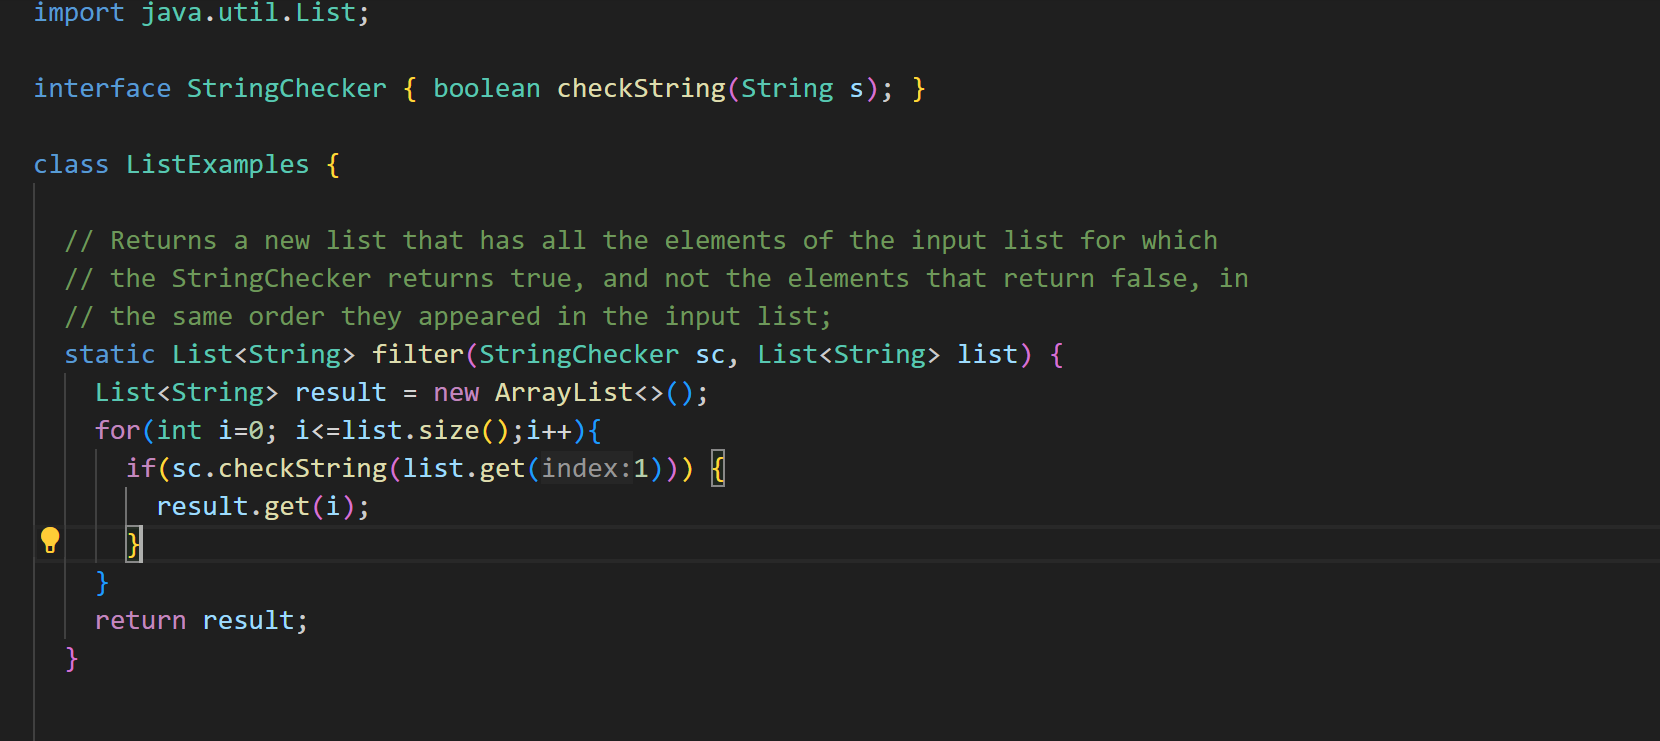 import java.util.List;
interface StringChecker { boolean checkString(String s); }
class ListExamples {
// Returns a new list that has all the elements of the input list for which
// the StringChecker returns true, and not the elements that return false, in
// the same order they appeared in the input list;
static List<String> filter(StringChecker sc, List<String> list) {
List<String> result = new ArrayList<>();
for(int i=0; i<=list.size();i++){
if(sc.checkString(list.get(index:1))) {
result.get(i);
}
}
return result;
}